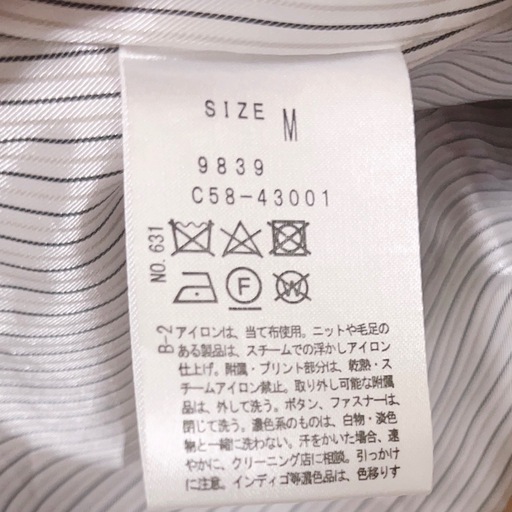 SIZE M
9839
C58-43001
NO. 631
F
W
B-2
アイロンは、当て布使用。ニットや毛足の
ある製品は、スチームでの浮かしアイロン
仕上げ。附属・プリント部分は、乾熱・ス
チームアイロン禁止。取り外し可能な附属
品は、外して洗う。ボタン、ファスナーは、
閉じて洗う。濃色系のものは、白物・淡色
物と一緒に洗わない。汗をかいた場合、速
やかに、クリーニング店に相談。引っかけ
に注意。インディゴ等濃色品は、色移りす